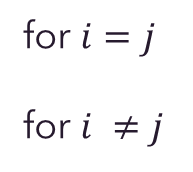 for i = j
for i ≠ j